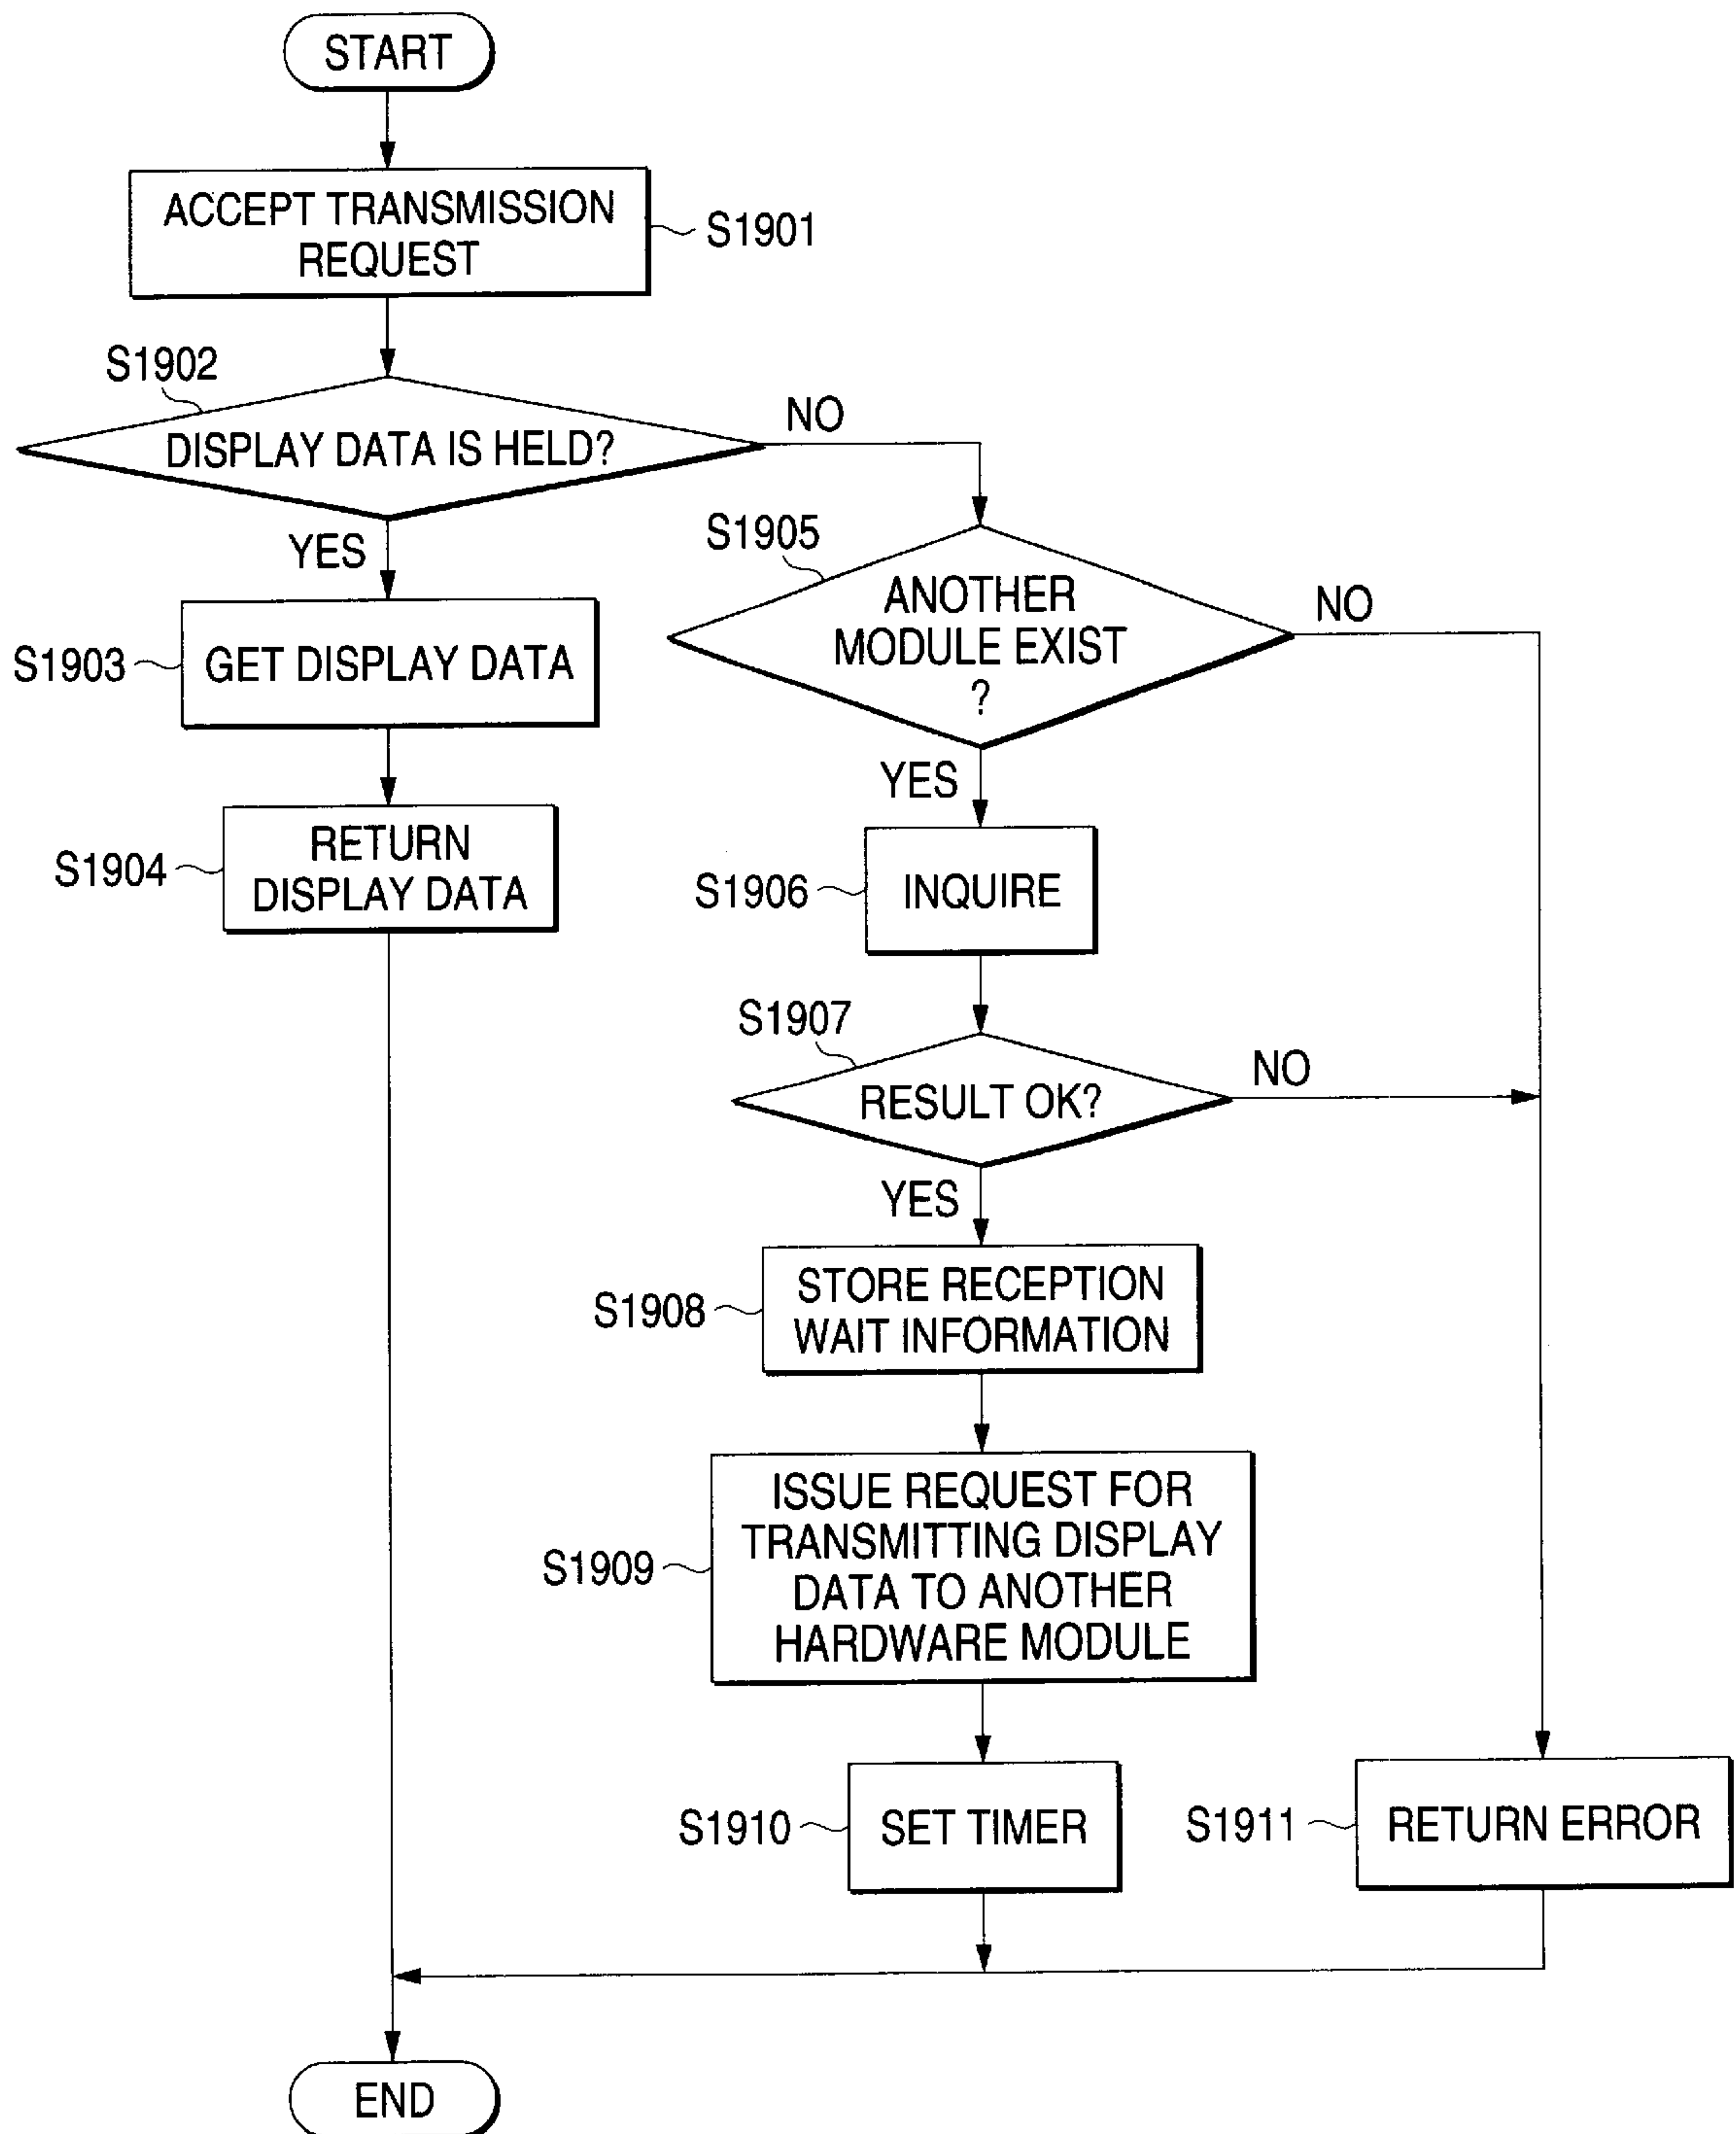 START
ACCEPT TRANSMISSION
REQUEST
S1901
S1902
DISPLAY DATA IS HELD?
NO
YES
S1903
GET DISPLAY DATA
S1904
RETURN
DISPLAY DATA
S1905
ANOTHER
MODULE EXIST
?
NO
YES
S1906
INQUIRE
S1907
RESULT OK?
NO
YES
S1908
STORE RECEPTION
WAIT INFORMATION
S1909
ISSUE REQUEST FOR
TRANSMITTING DISPLAY
DATA TO ANOTHER
HARDWARE MODULE
S1910
SET TIMER
S1911
RETURN ERROR
END